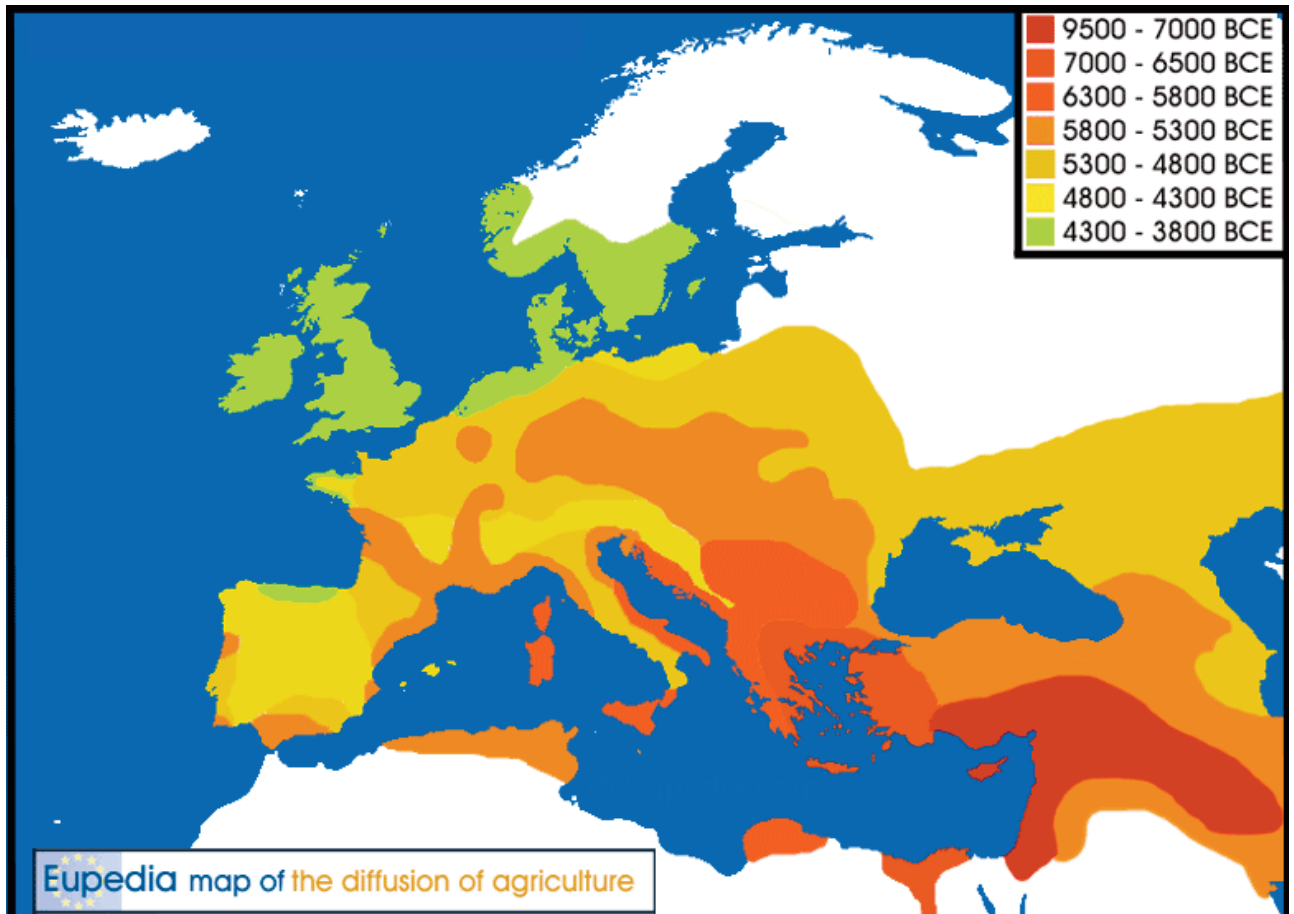 9500 - 7000 BCE
7000 - 6500 BCE
6300 - 5800 BCE
5800 - 5300 BCE
5300 - 4800 BCE
4800 - 4300 BCE
4300 - 3800 BCE
Eupedia map of the diffusion of agriculture